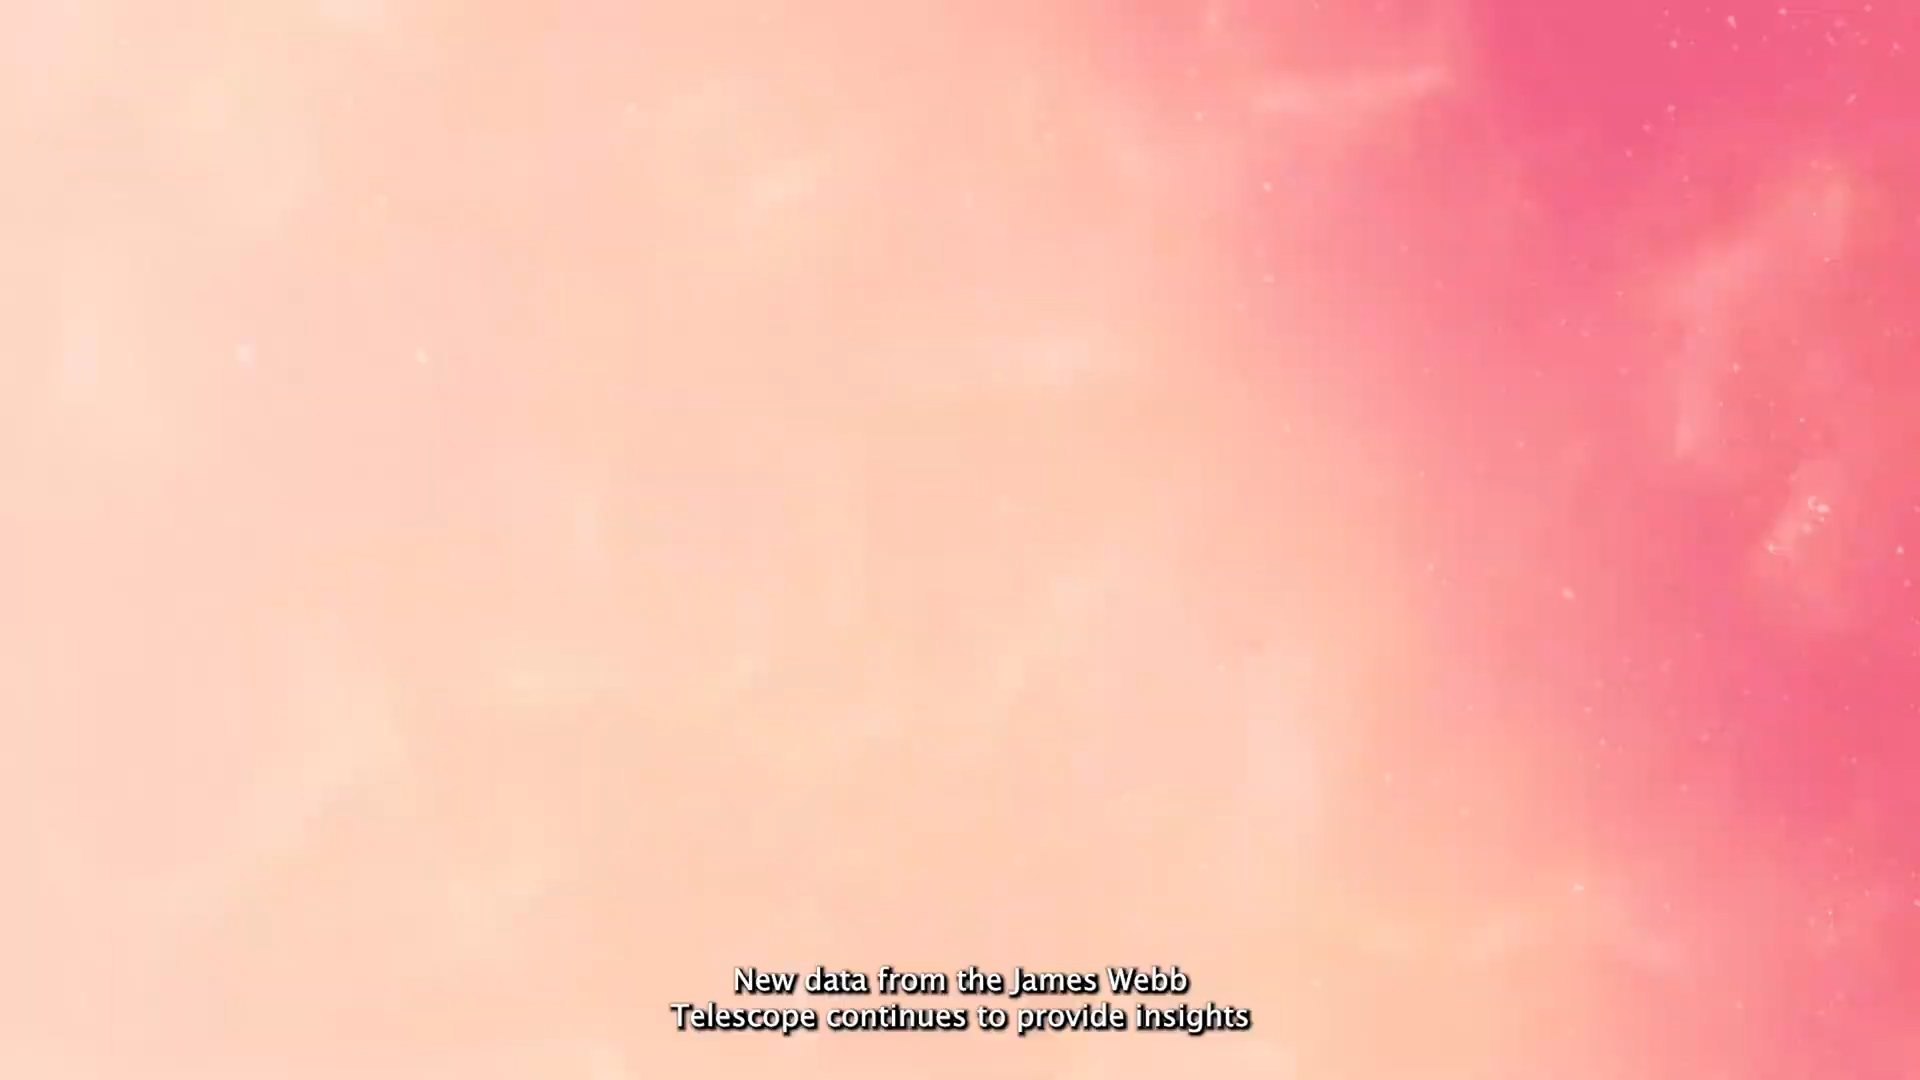 New data from the James Webb
Telescope continues to provide insights